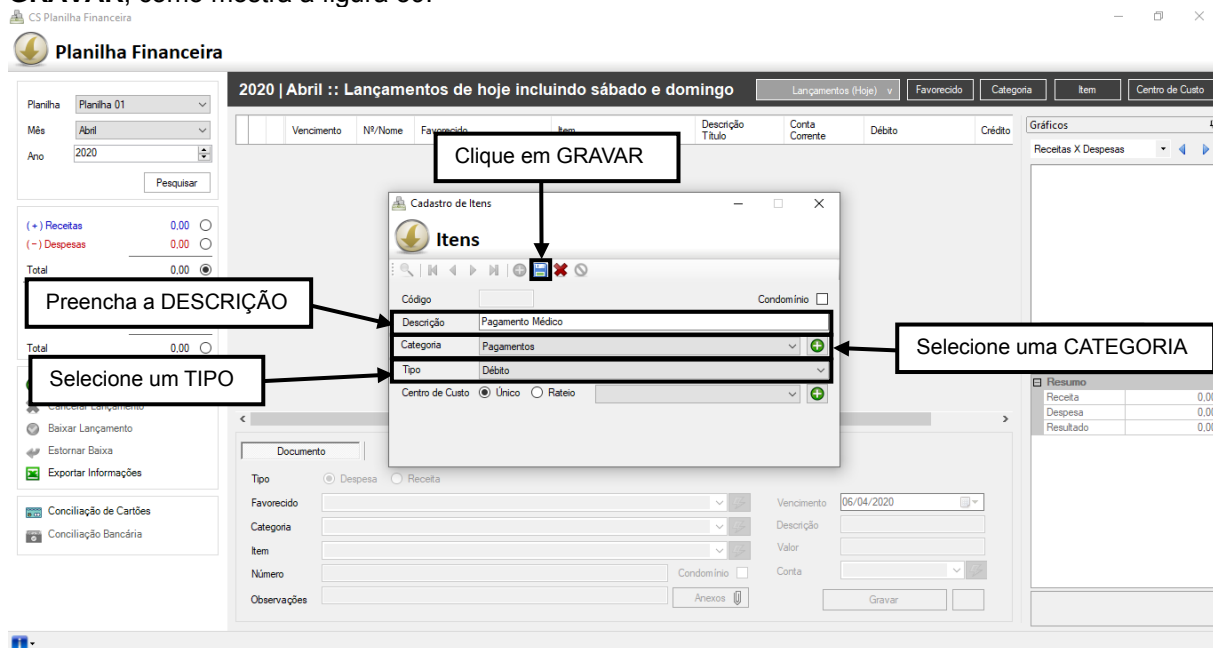 GRAVAR, como mostra a figura
CS Planilha Financeira
Planilha Financeira
Planilha Planilha 01
Mês Abril
Ano 2020
Pesquisar
(+) Receitas 0,00
(-) Despesas 0,00
Total 0,00
Total 0,00
Cancelar Lançamento
Baixar Lançamento
Estornar Baixa
Exportar Informações
Conciliação de Cartões
Conciliação Bancária
2020 | Abril :: Lançamentos de hoje incluindo sábado e domingo
Lançamentos (Hoje) v Favorecido Categoria Item Centro de Custo
Vencimento Nº/Nome Favorecido Item Descrição Título Conta Corrente Débito Crédito
Clique em GRAVAR
Preencha a DESCRIÇÃO
Selecione um TIPO
Selecione uma CATEGORIA
Cadastro de Itens
Itens
Código Condomínio
Descrição Pagamento Médico
Categoria Pagamentos
Tipo Débito
Centro de Custo Único Rateio
Gráficos
Receitas X Despesas
Resumo
Receita 0,00
Despesa 0,00
Resultado 0,00
Documento
Tipo Despesa Receita
Favorecido Vencimento 06/04/2020
Categoria Descrição
Item Valor
Número Condomínio Conta
Observações Anexos Gravar